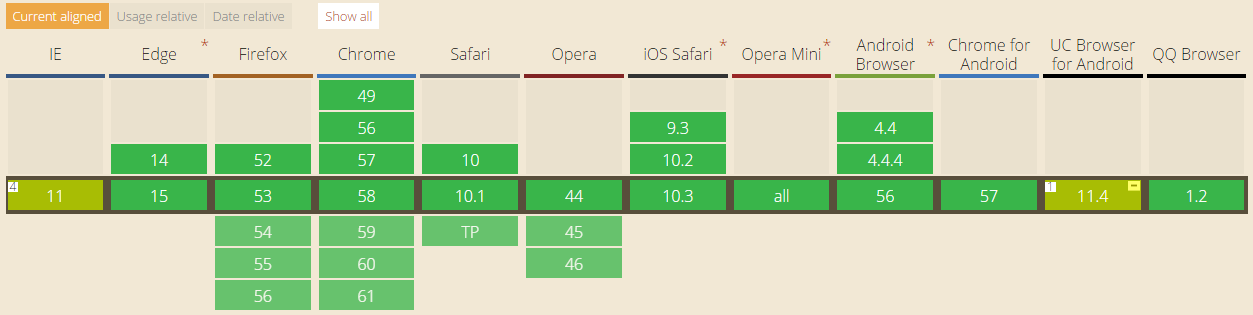 Current aligned Usage relative Date relative Show all
IE Edge * Firefox Chrome Safari Opera iOS Safari * Opera Mini * Android Browser * Chrome for Android UC Browser for Android QQ Browser
49
56 9.3 4.4
14 52 57 10 10.2 4.4.4
4 11 15 53 58 10.1 44 10.3 all 56 57 1 11.4 1.2
54 59 TP 45
55 60 46
56 61